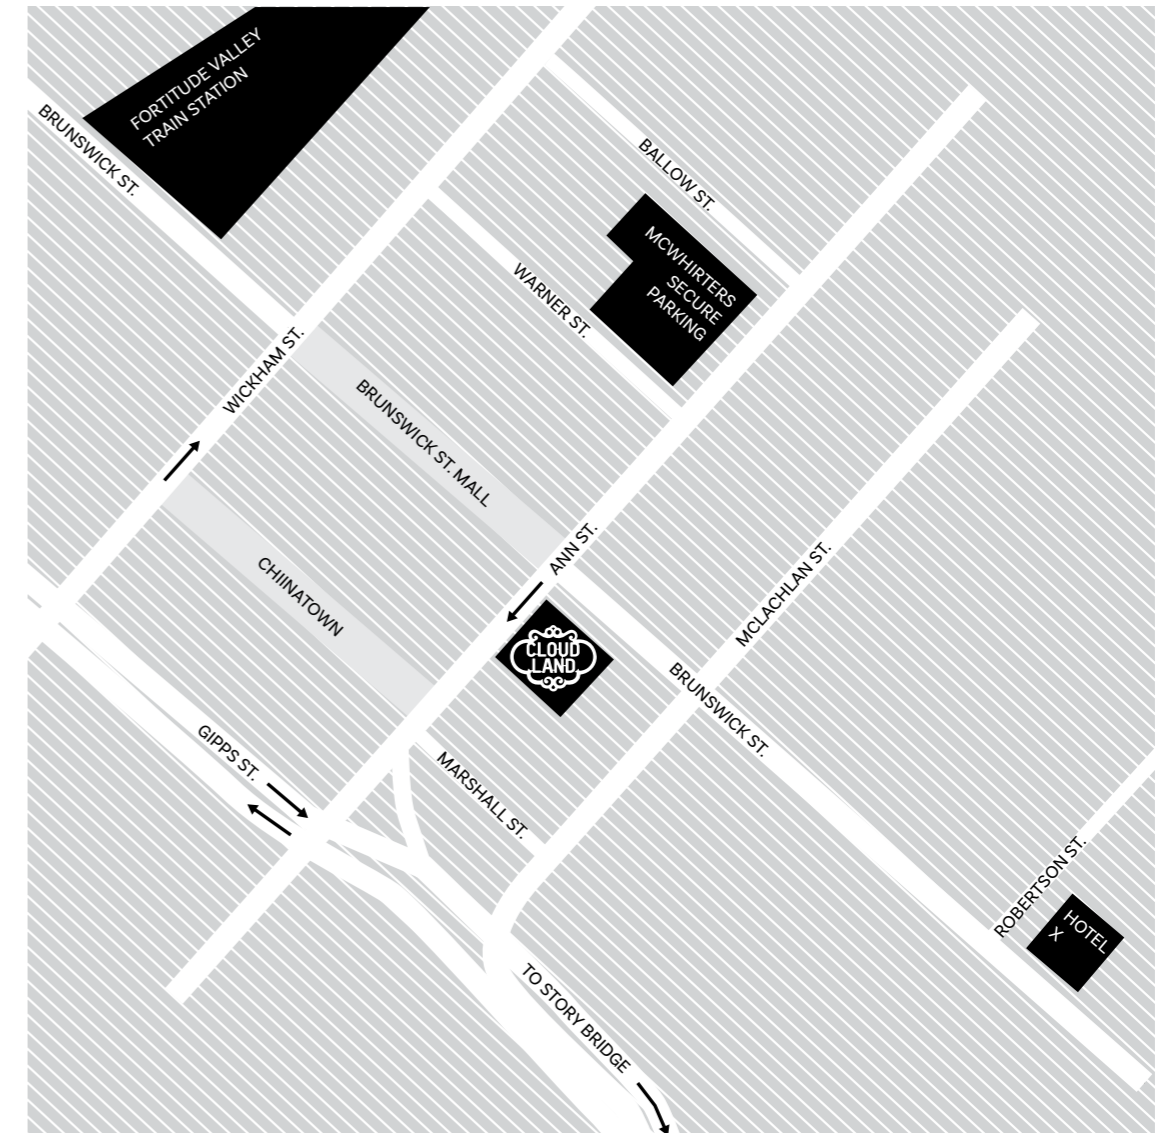 FORTITUDE VALLEY
TRAIN STATION
BRUNSWICK ST.
BALLOW ST.
MCWHIRTERS
SECURE
PARKING
WARNER ST.
WICKHAM ST.
BRUNSWICK ST. MALL
ANN ST.
CHIINATOWN
MCLACHLAN ST.
CLOUD
LAND
BRUNSWICK ST.
GIPPS ST.
MARSHALL ST.
ROBERTSON ST.
HOTEL
X
TO STORY BRIDGE